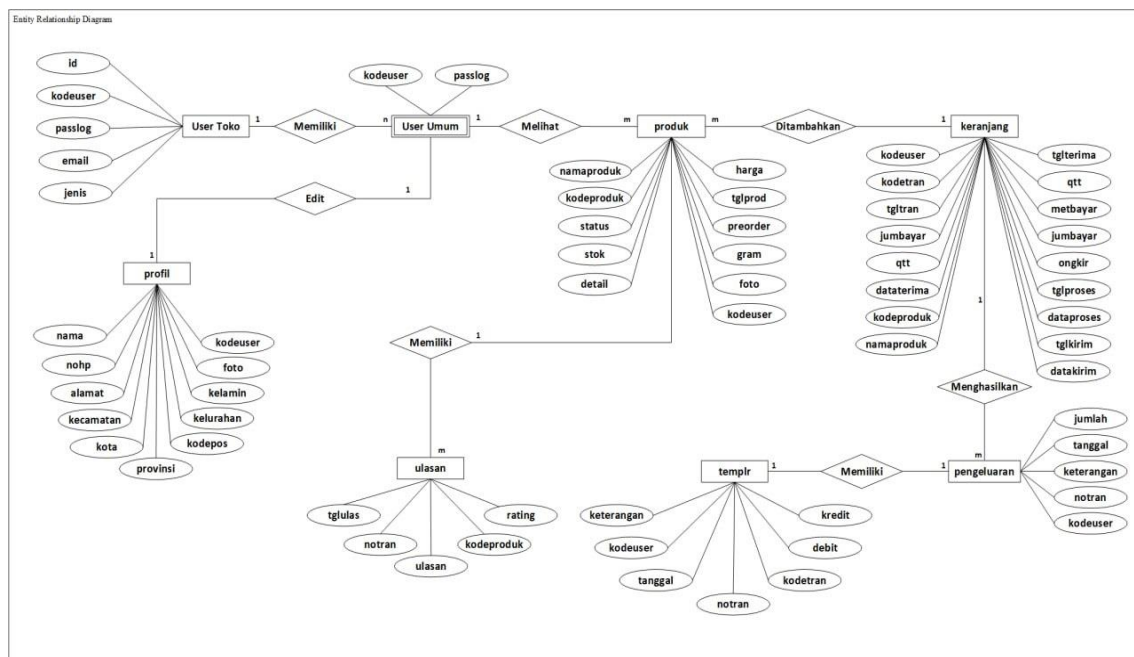 Entity Relationship Diagram
id
kodeuser
passlog
email
jenis
User Toko
1
Memiliki
n
kodeuser
passlog
User Umum
1
Melihat
m
produk
m
Ditambahkan
1
keranjang
Edit
1
1
profil
nama
nohp
alamat
kecamatan
kota
provinsi
kodeuser
foto
kelamin
kelurahan
kodepos
namaproduk
kodeproduk
status
stok
detail
harga
tglprod
preorder
gram
foto
kodeuser
kodeuser
kodetran
tgltran
jumbayar
qtt
dataterima
kodeproduk
namaproduk
tglterima
qtt
metbayar
jumbayar
ongkir
tglproses
dataproses
tglkirim
datakirim
Memiliki
1
m
ulasan
tglulas
notran
ulasan
kodeproduk
rating
1
Menghasilkan
m
templr
1
Memiliki
1
pengeluaran
jumlah
tanggal
keterangan
notran
kodeuser
keterangan
kodeuser
tanggal
notran
kredit
debit
kodetran